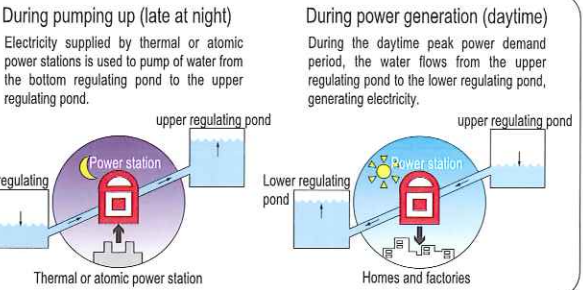 During pumping up (late at night)
Electricity supplied by thermal or atomic
power stations is used to pump of water from
the bottom regulating pond to the upper
regulating pond.
upper regulating pond
Power station
regulating
Thermal or atomic power station
During power generation (daytime)
During the daytime peak power demand
period, the water flows from the upper
regulating pond to the lower regulating pond,
generating electricity.
upper regulating pond
Power station
Lower regulating
pond
Homes and factories